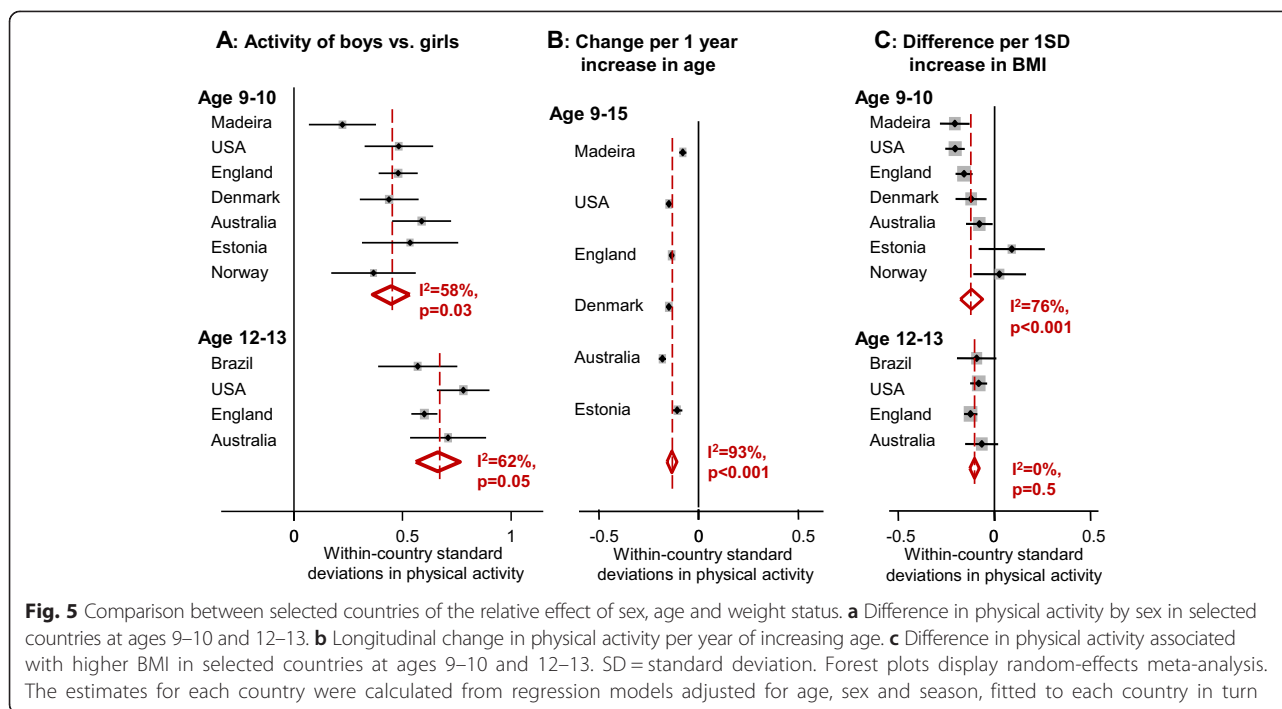 A: Activity of boys vs. girls
Age 9-10
Madeira
USA
England
Denmark
Australia
Estonia
Norway
I²=58%,
p=0.03
Age 12-13
Brazil
USA
England
Australia
I²=62%,
p=0.05
0
0.5
1
Within-country standard
deviations in physical activity
B: Change per 1 year
increase in age
Age 9-15
Madeira
USA
England
Denmark
Australia
Estonia
I²=93%,
p<0.001
-0.5
0
0.5
Within-country standard
deviations in physical activity
C: Difference per 1SD
increase in BMI
Age 9-10
Madeira
USA
England
Denmark
Australia
Estonia
Norway
I²=76%,
p<0.001
Age 12-13
Brazil
USA
England
Australia
I²=0%,
p=0.5
-0.5
0
0.5
Within-country standard
deviations in physical activity
Fig. 5 Comparison between selected countries of the relative effect of sex, age and weight status. a Difference in physical activity by sex in selected
countries at ages 9–10 and 12–13. b Longitudinal change in physical activity per year of increasing age. c Difference in physical activity associated
with higher BMI in selected countries at ages 9–10 and 12–13. SD = standard deviation. Forest plots display random-effects meta-analysis.
The estimates for each country were calculated from regression models adjusted for age, sex and season, fitted to each country in turn